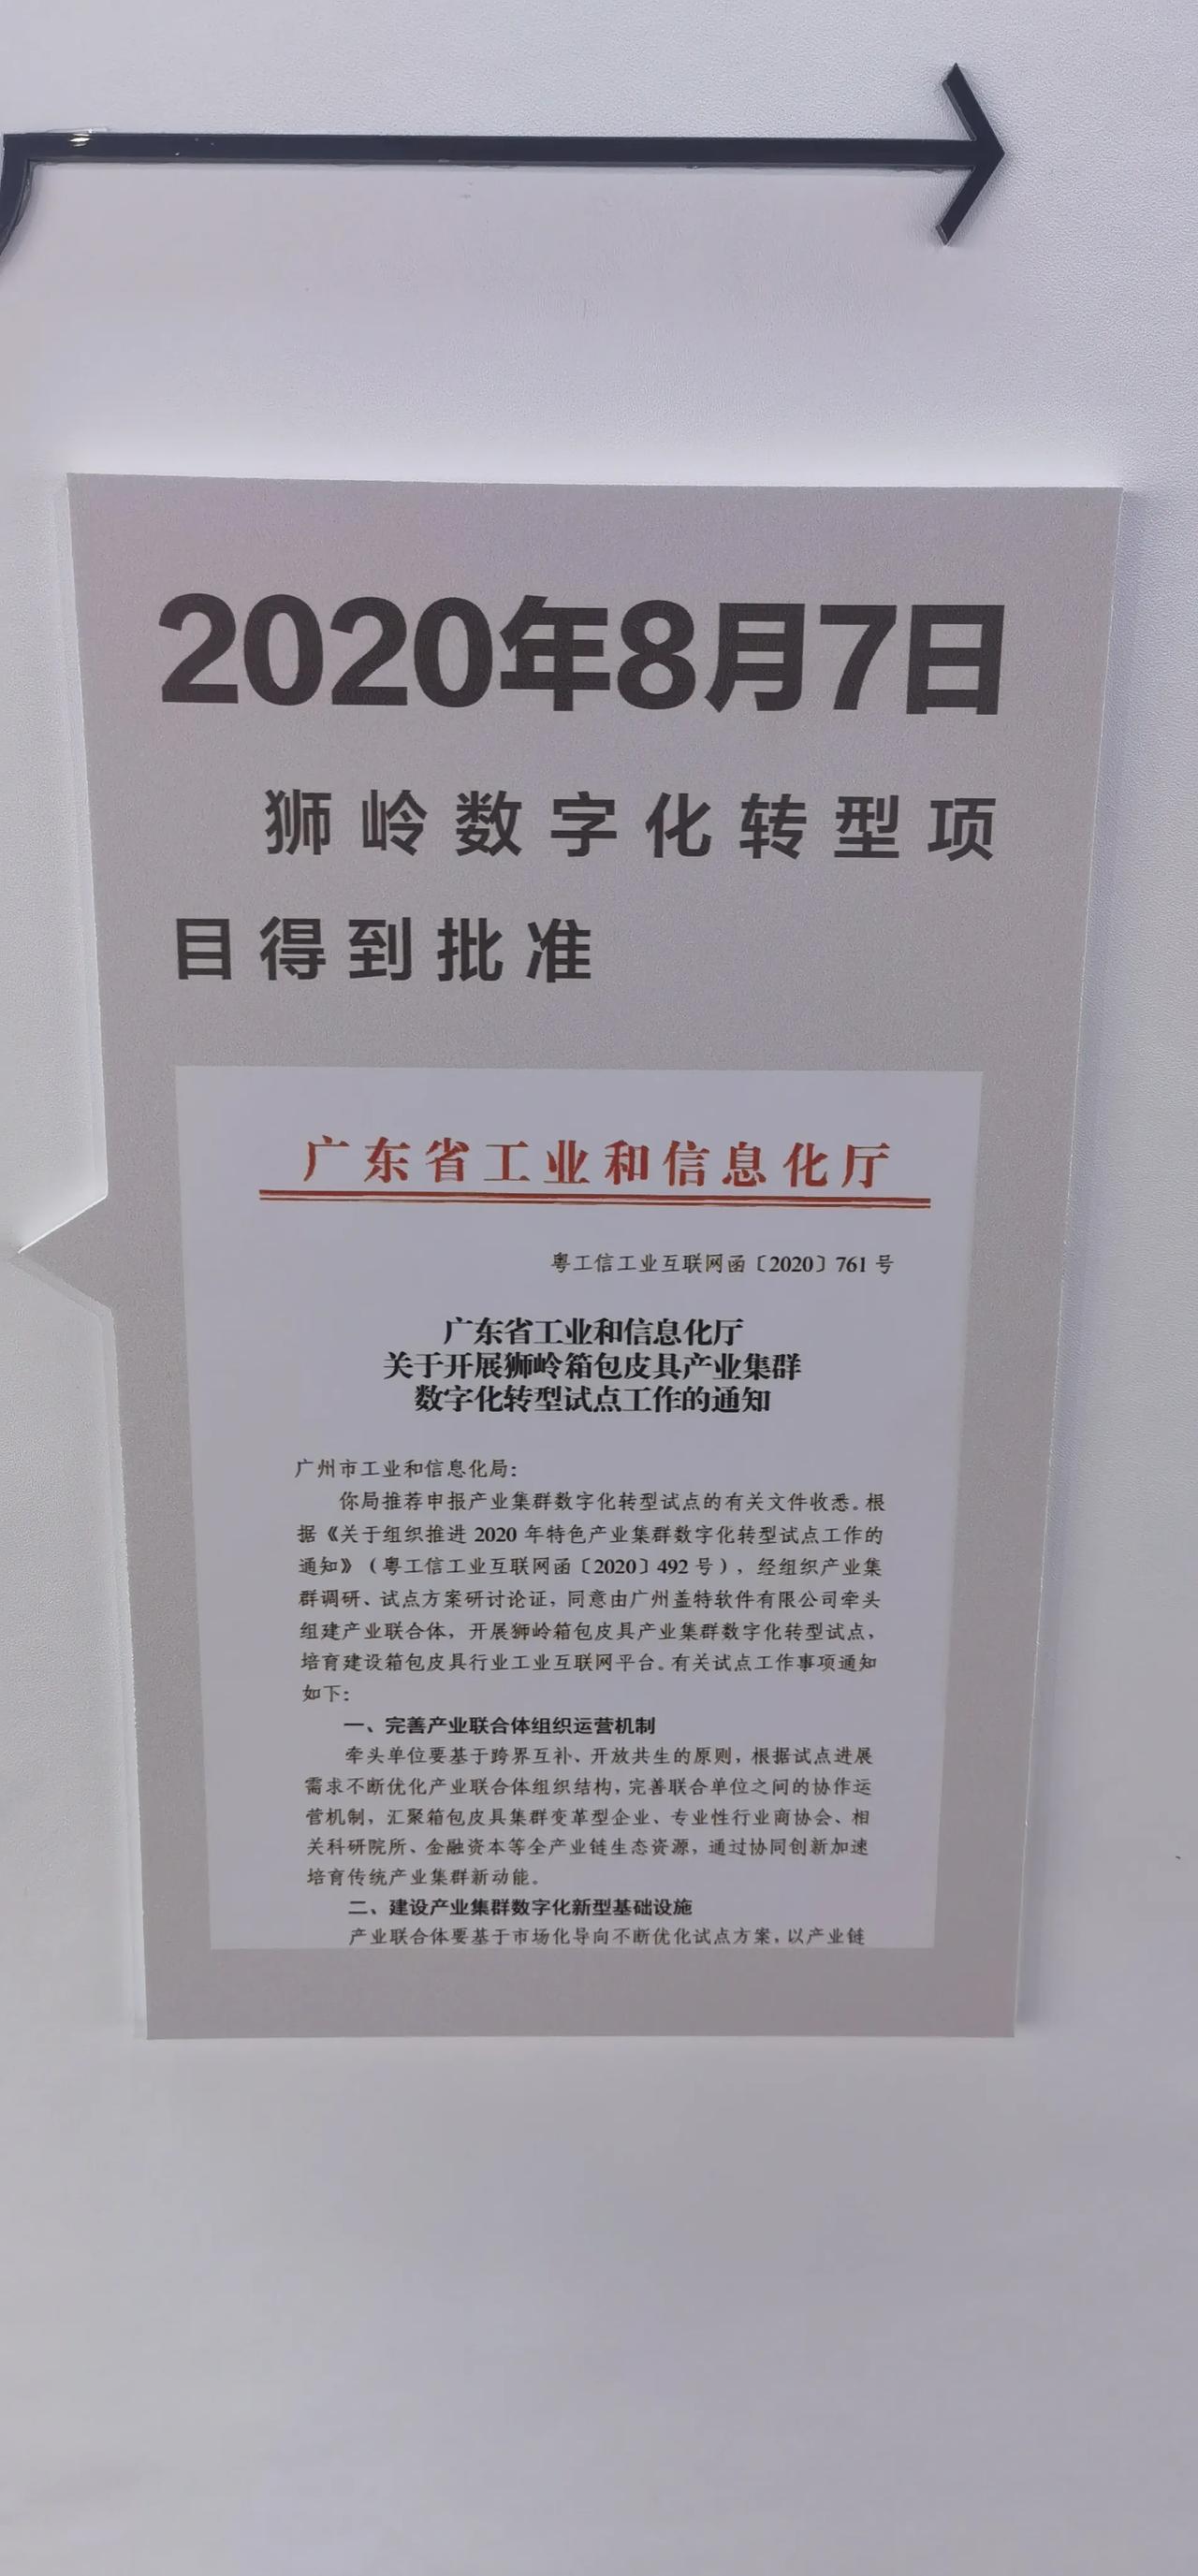 2020年8月7日
狮岭数字化转型项
目得到批准
广东省工业和信息化厅
粤工信工业互联网函〔2020〕761号
广东省工业和信息化厅
关于开展狮岭箱包皮具产业集群
数字化转型试点工作的通知
广州市工业和信息化局：
你局推荐申报产业集群数字化转型试点的有关文件收悉。根
据《关于组织推进2020年特色产业集群数字化转型试点工作的
通知》（粤工信工业互联网函〔2020〕492号），经组织产业集
群调研、试点方案研讨论证，同意由广州盖特软件有限公司牵头
组建产业联合体，开展狮岭箱包皮具产业集群数字化转型试点，
培育建设箱包皮具行业工业互联网平台。有关试点工作事项通知
如下：
一、完善产业联合体组织运营机制
牵头单位要基于跨界互补、开放共生的原则，根据试点进展
需求不断优化产业联合体组织结构，完善联合单位之间的协作运
营机制，汇聚箱包皮具集群变革型企业、专业性行业商协会、相
关科研院所、金融资本等全产业链生态资源，通过协同创新加速
培育传统产业集群新动能。
二、建设产业集群数字化新型基础设施
产业联合体要基于市场化导向不断优化试点方案，以产业链